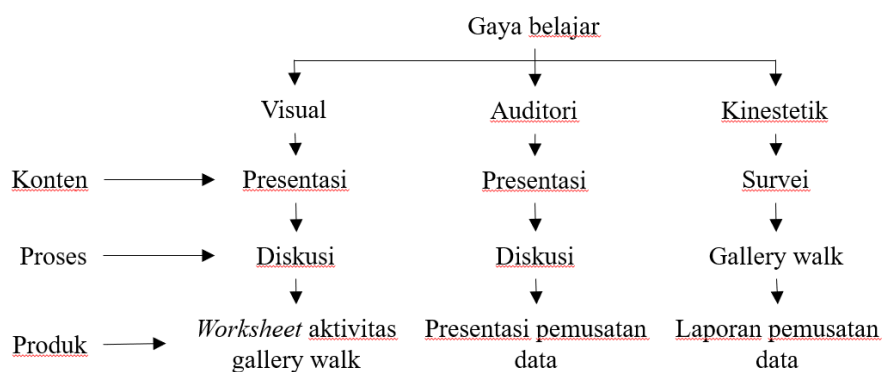 Gaya belajar
Visual Auditori Kinestetik
Konten Presentasi Presentasi Survei
Proses Diskusi Diskusi Gallery walk
Produk Worksheet aktivitas gallery walk Presentasi pemusatan data Laporan pemusatan data